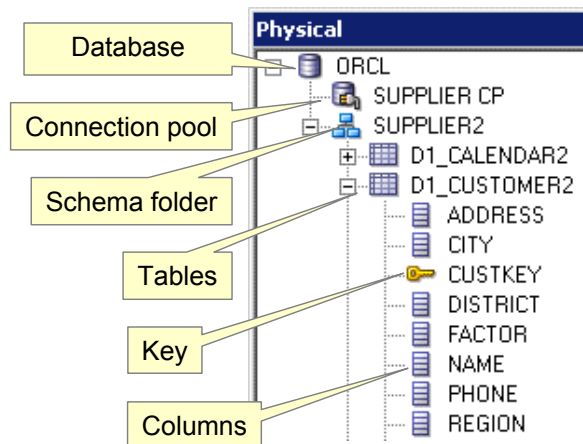 Physical
Database
ORCL
SUPPLIER CP
Connection pool
SUPPLIER2
D1_CALENDAR2
Schema folder
D1_CUSTOMER2
ADDRESS
CITY
Tables
CUSTKEY
DISTRICT
Key
FACTOR
NAME
PHONE
Columns
REGION